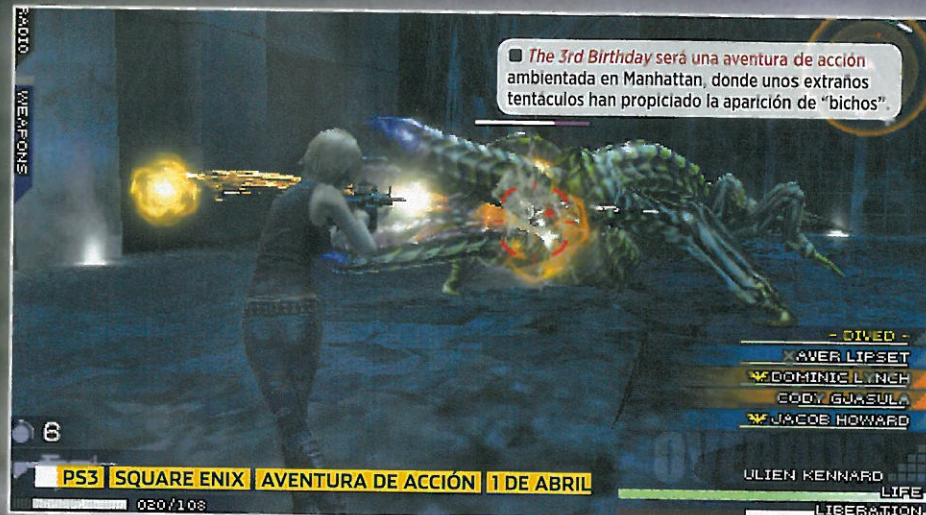 RADIO
WEAPONS
■ The 3rd Birthday será una aventura de acción
ambientada en Manhattan, donde unos extraños
tentáculos han propiciado la aparición de “bichos”.
- DIVED -
XAVER LIPSET
DOMINIC LYNCH
CODY GJASULA
JACOB HOWARD
6
PS3 SQUARE ENIX AVENTURA DE ACCIÓN 1 DE ABRIL
020/108
ULIEN KENNARD
LIFE
LIBERATION